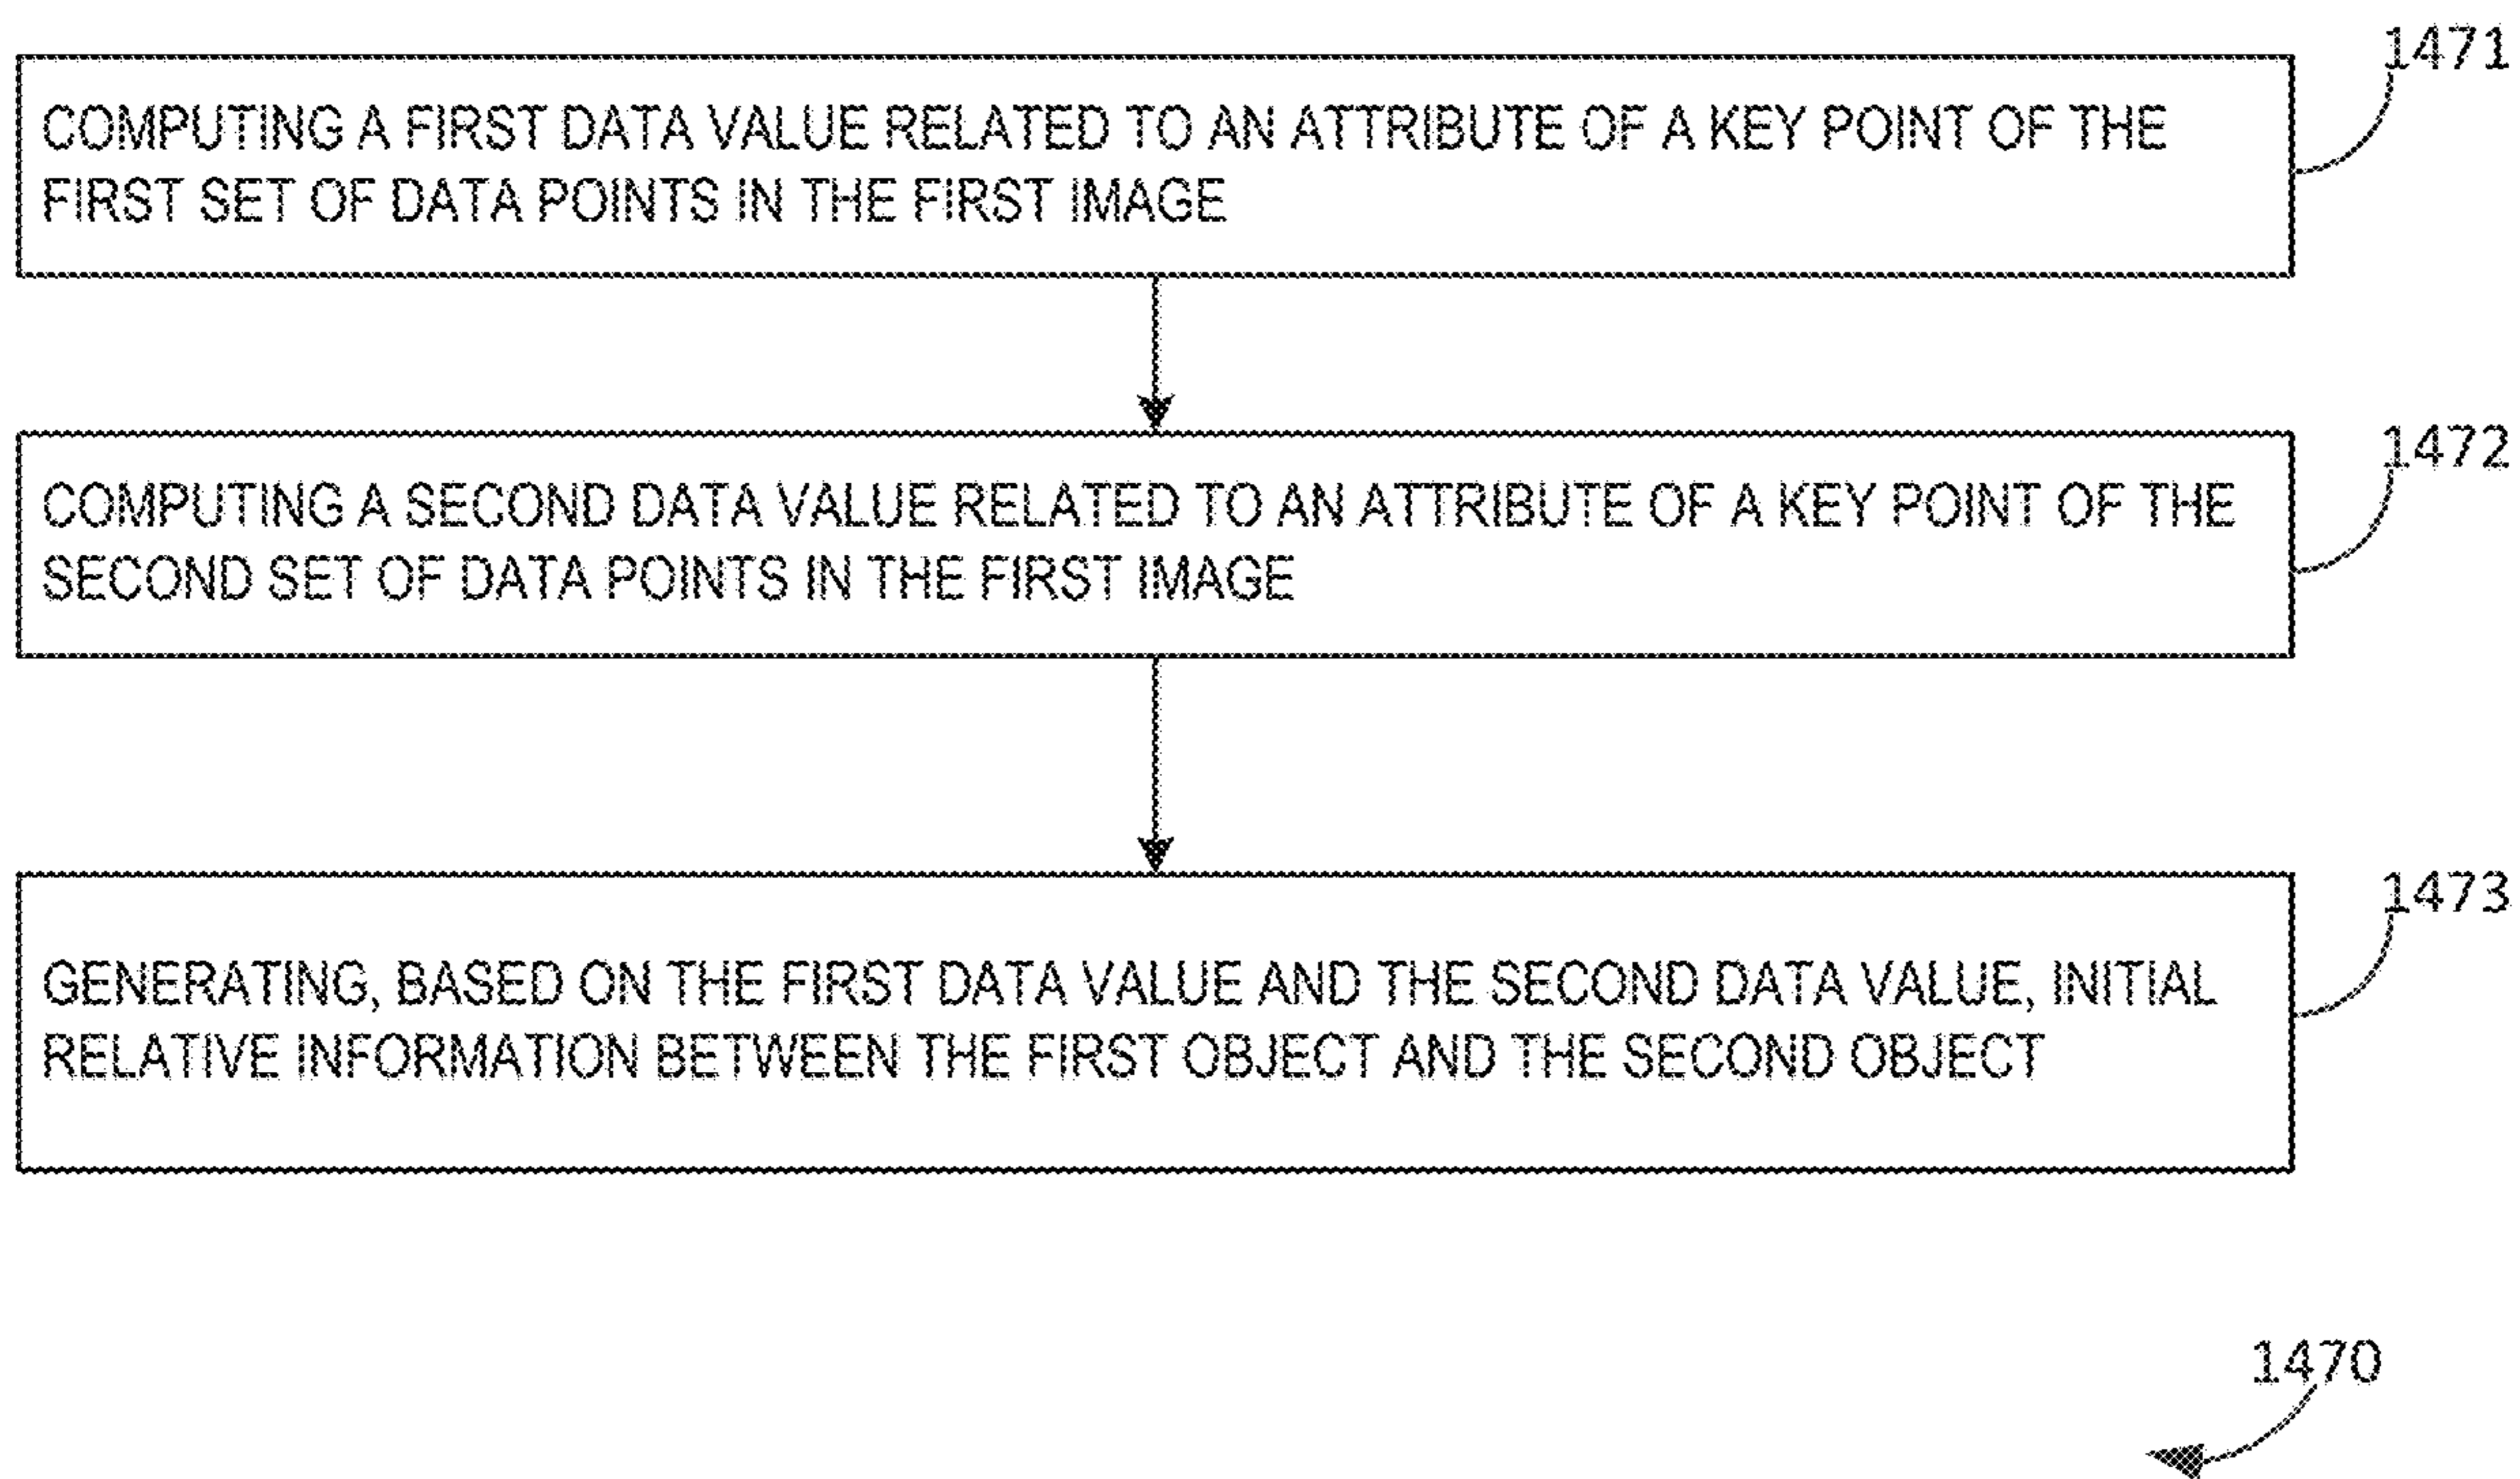 1471
COMPUTING A FIRST DATA VALUE RELATED TO AN ATTRIBUTE OF A KEY POINT OF THE
FIRST SET OF DATA POINTS IN THE FIRST IMAGE
1472
COMPUTING A SECOND DATA VALUE RELATED TO AN ATTRIBUTE OF A KEY POINT OF THE
SECOND SET OF DATA POINTS IN THE FIRST IMAGE
1473
GENERATING, BASED ON THE FIRST DATA VALUE AND THE SECOND DATA VALUE, INITIAL
RELATIVE INFORMATION BETWEEN THE FIRST OBJECT AND THE SECOND OBJECT
1470